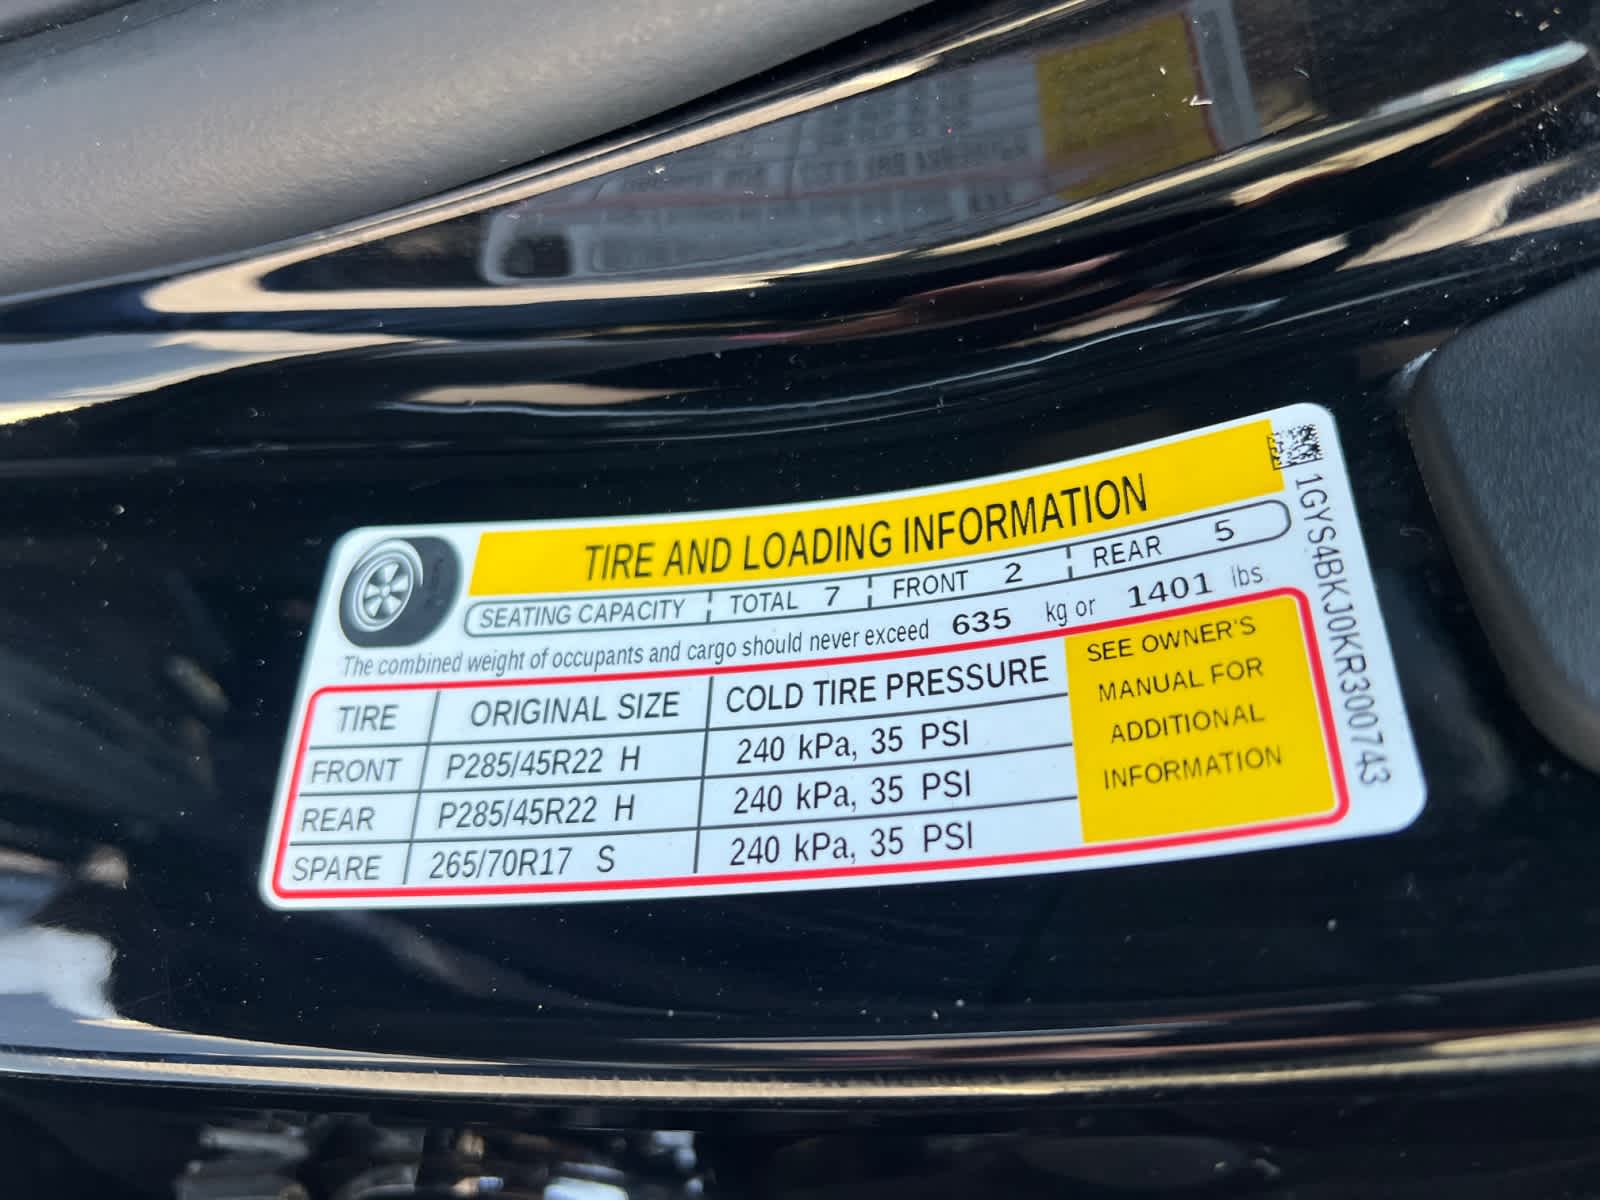 TIRE AND LOADING INFORMATION
SEATING CAPACITY TOTAL 7 FRONT 2 REAR 5
The combined weight of occupants and cargo should never exceed 635 kg or 1401 lbs.
TIRE ORIGINAL SIZE COLD TIRE PRESSURE
FRONT P285/45R22 H 240 kPa, 35 PSI
REAR P285/45R22 H 240 kPa, 35 PSI
SPARE 265/70R17 S 240 kPa, 35 PSI
SEE OWNER'S
MANUAL FOR
ADDITIONAL
INFORMATION
1GYS4BKJ0KR300743